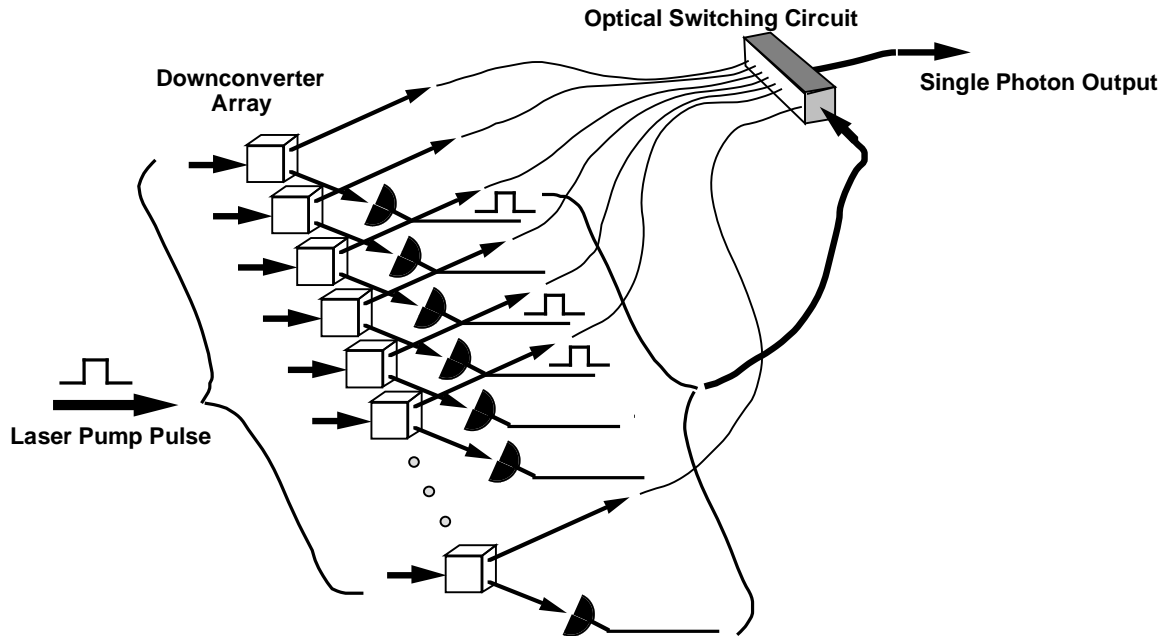 Optical Switching Circuit
Downconverter
Array
Single Photon Output
Laser Pump Pulse